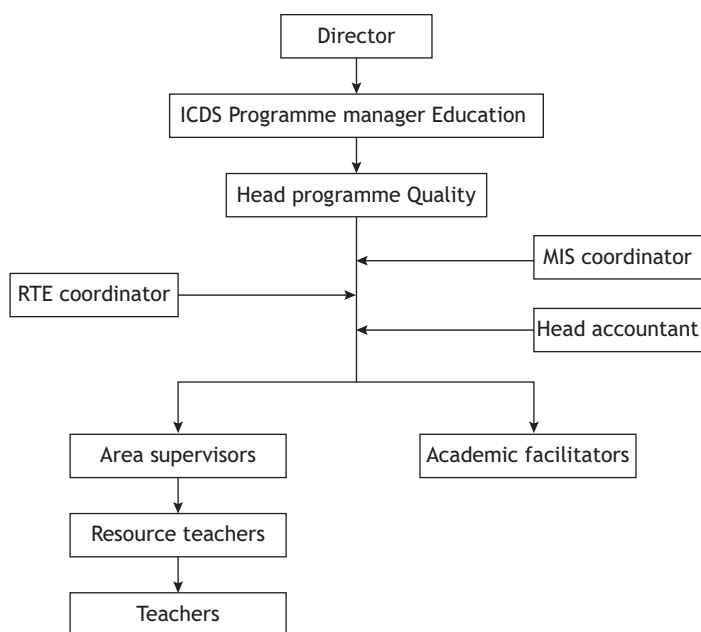 Director
ICDS Programme manager Education
Head programme Quality
MIS coordinator
RTE coordinator
Head accountant
Area supervisors
Academic facilitators
Resource teachers
Teachers